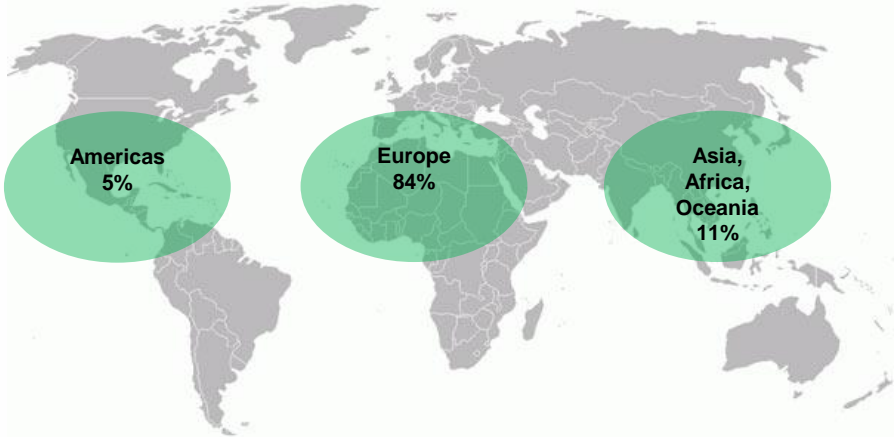 Americas
5%
Europe
84%
Asia,
Africa,
Oceania
11%